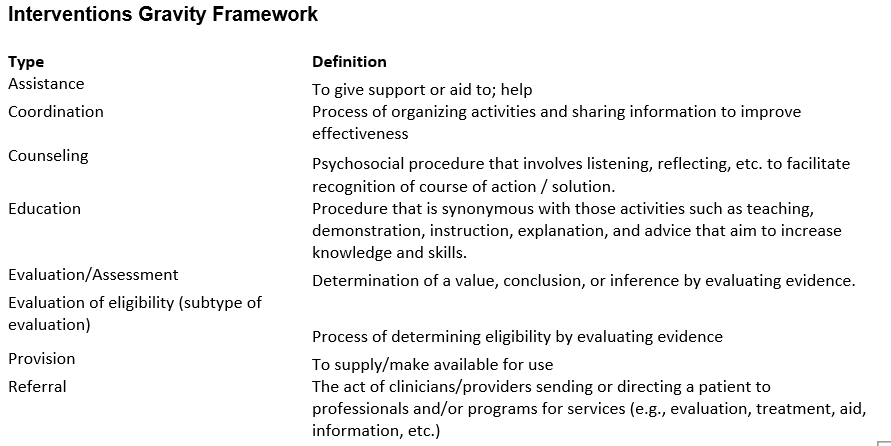 Interventions Gravity Framework
Type Definition
Assistance To give support or aid to; help
Coordination Process of organizing activities and sharing information to improve
effectiveness
Counseling Psychosocial procedure that involves listening, reflecting, etc. to facilitate
recognition of course of action / solution.
Education Procedure that is synonymous with those activities such as teaching,
demonstration, instruction, explanation, and advice that aim to increase
knowledge and skills.
Evaluation/Assessment Determination of a value, conclusion, or inference by evaluating evidence.
Evaluation of eligibility (subtype of
evaluation)
Process of determining eligibility by evaluating evidence
Provision To supply/make available for use
Referral The act of clinicians/providers sending or directing a patient to
professionals and/or programs for services (e.g., evaluation, treatment, aid,
information, etc.)